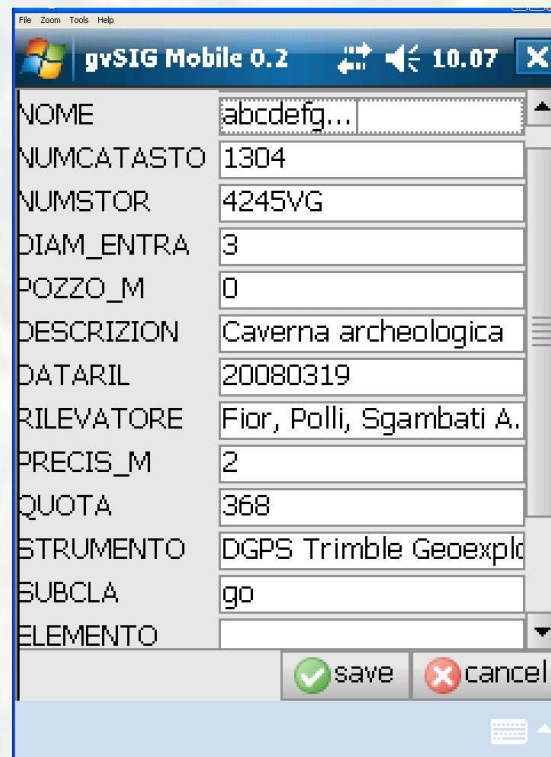 File Zoom Tools Help
gvSIG Mobile 0.2 10.07
NOME abcdefg...
NUMCATASTO 1304
NUMSTOR 4245VG
DIAM_ENTRA 3
POZZO_M 0
DESCRIZION Caverna archeologica
DATARIL 20080319
RILEVATORE Fior, Polli, Sgambati A.
PRECIS_M 2
QUOTA 368
STRUMENTO DGPS Trimble Geoexplo
SUBCLA go
ELEMENTO
save cancel